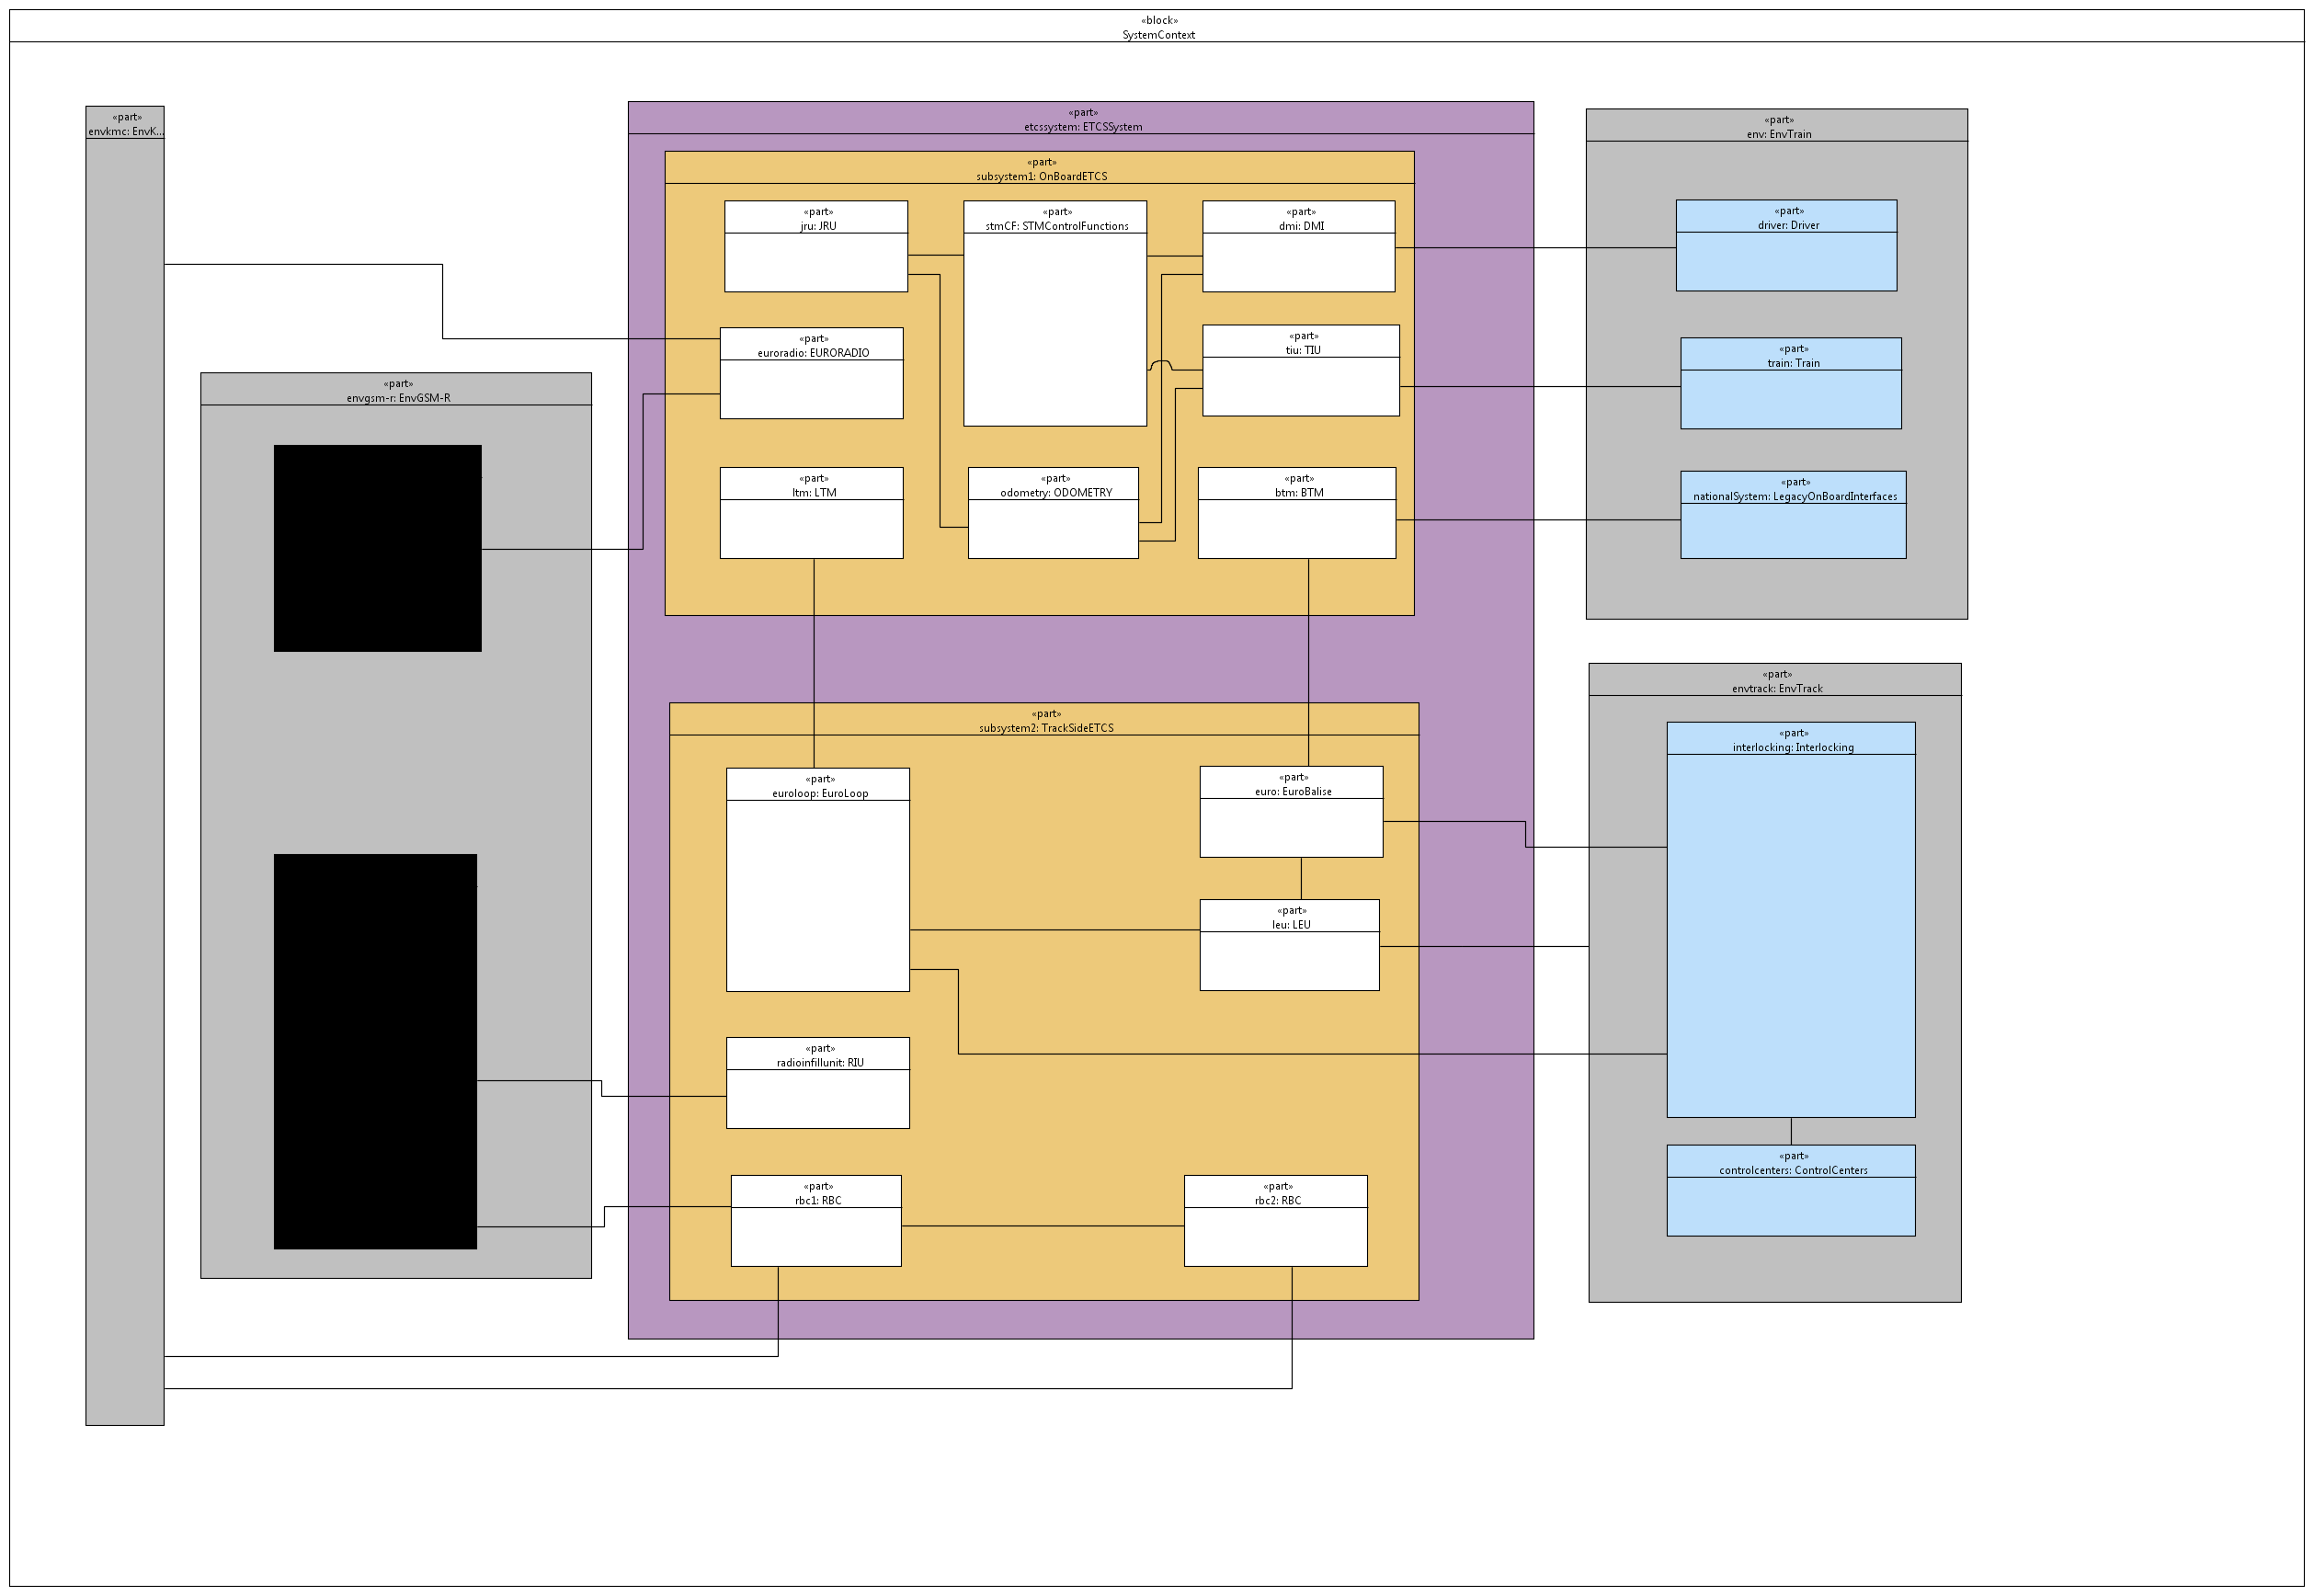 «block»
SystemContext
«part»
envkmc: EnvK...
«part»
envgsm-r: EnvGSM-R
«part»
etcssystem: ETCSSystem
«part»
subsystem1: OnBoardETCS
«part»
jru: JRU
«part»
stmCF: STMControlFunctions
«part»
dmi: DMI
«part»
euroradio: EURORADIO
«part»
tiu: TIU
«part»
ltm: LTM
«part»
odometry: ODOMETRY
«part»
btm: BTM
«part»
subsystem2: TrackSideETCS
«part»
euroloop: EuroLoop
«part»
euro: EuroBalise
«part»
leu: LEU
«part»
radioinfillunit: RIU
«part»
rbc1: RBC
«part»
rbc2: RBC
«part»
env: EnvTrain
«part»
driver: Driver
«part»
train: Train
«part»
nationalSystem: LegacyOnBoardInterfaces
«part»
envtrack: EnvTrack
«part»
interlocking: Interlocking
«part»
controlcenters: ControlCenters